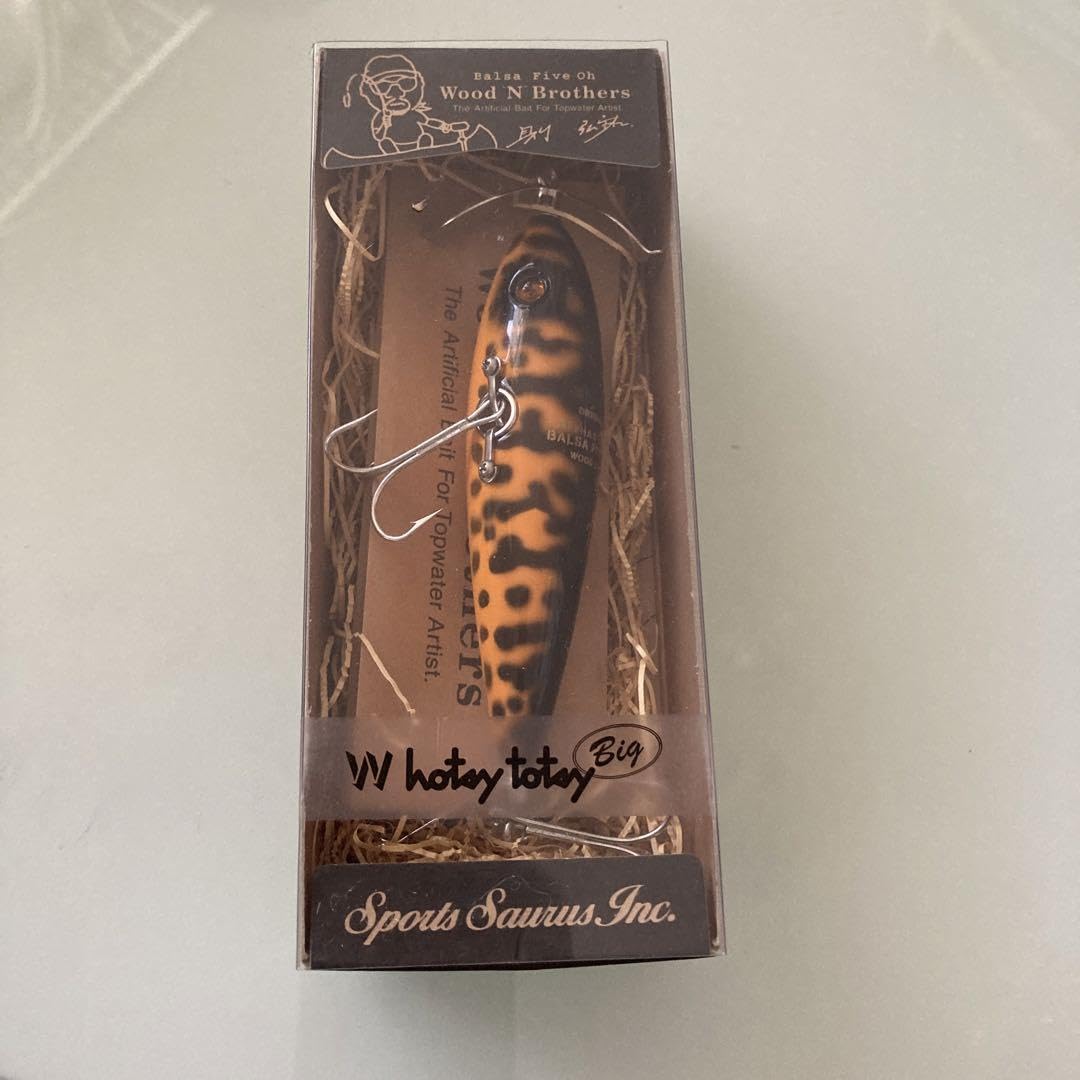 Balsa Five Oh
Wood 'N' Brothers
The Artificial Bait For Topwater Artist.
The Artificial Bait For Topwater Artist.
BALSA
W hotsy totsy Big
Sports Saurus Inc.